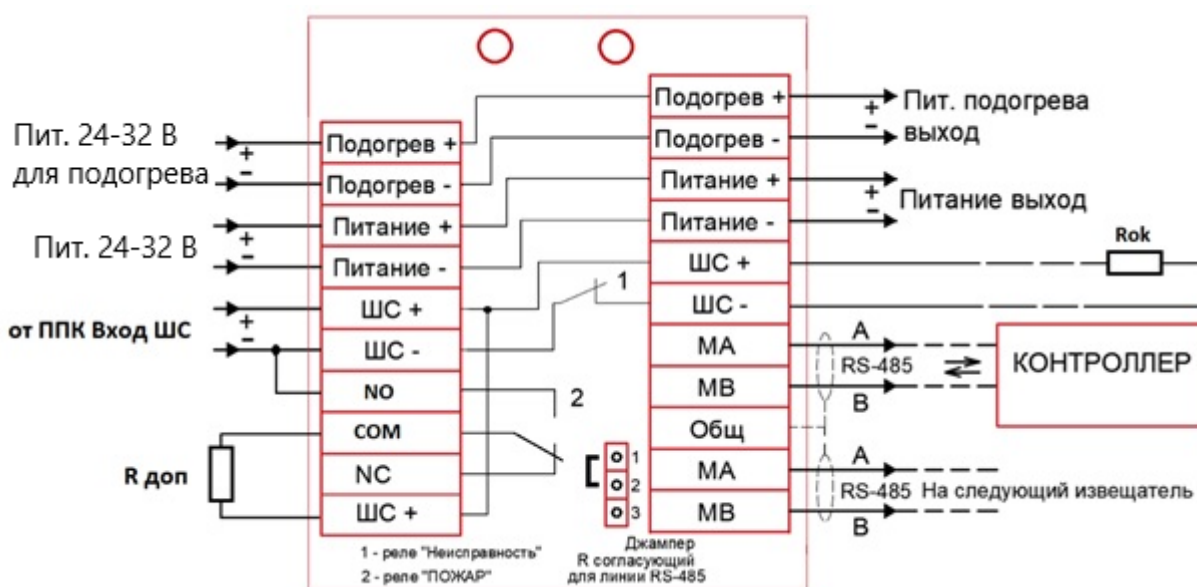 Пит. 24-32 В
для подогрева
+
-
Пит. 24-32 В
+
-
от ППК Вход ШС
+
-
R доп
Подогрев +
Подогрев -
Питание +
Питание -
ШС +
ШС -
NO
COM
NC
ШС +
1
2
1
2
3
1 - реле "Неисправность"
2 - реле "ПОЖАР"
Джампер
R согласующий
для линии RS-485
Подогрев +
Подогрев -
Питание +
Питание -
ШС +
ШС -
МА
МВ
Общ
МА
МВ
+
-
Пит. подогрева
выход
+
-
Питание выход
Rok
A
RS-485
B
КОНТРОЛЛЕР
A
RS-485 На следующий извещатель
B